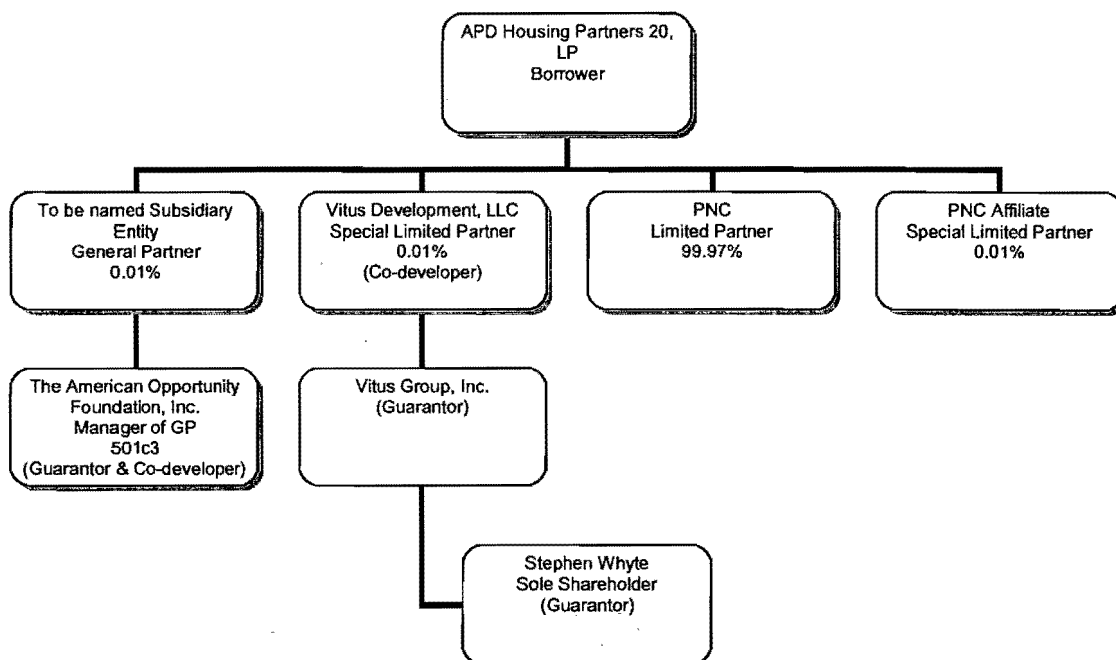 APD Housing Partners 20,
LP
Borrower
To be named Subsidiary
Entity
General Partner
0.01%
Vitus Development, LLC
Special Limited Partner
0.01%
(Co-developer)
PNC
Limited Partner
99.97%
PNC Affiliate
Special Limited Partner
0.01%
The American Opportunity
Foundation, Inc.
Manager of GP
501c3
(Guarantor & Co-developer)
Vitus Group, Inc.
(Guarantor)
Stephen Whyte
Sole Shareholder
(Guarantor)